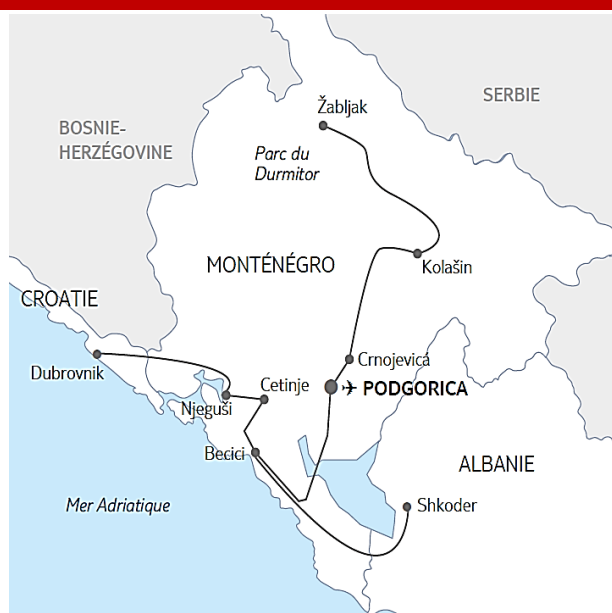 SERBIE
Žabljak
BOSNIE-
HERZÉGOVINE
Parc du
Durmitor
MONTÉNÉGRO
Kolašin
CROATIE
Dubrovnik
Crnojevicá
Cetinje
PODGORICA
Njeguši
Becici
ALBANIE
Mer Adriatique
Shkoder